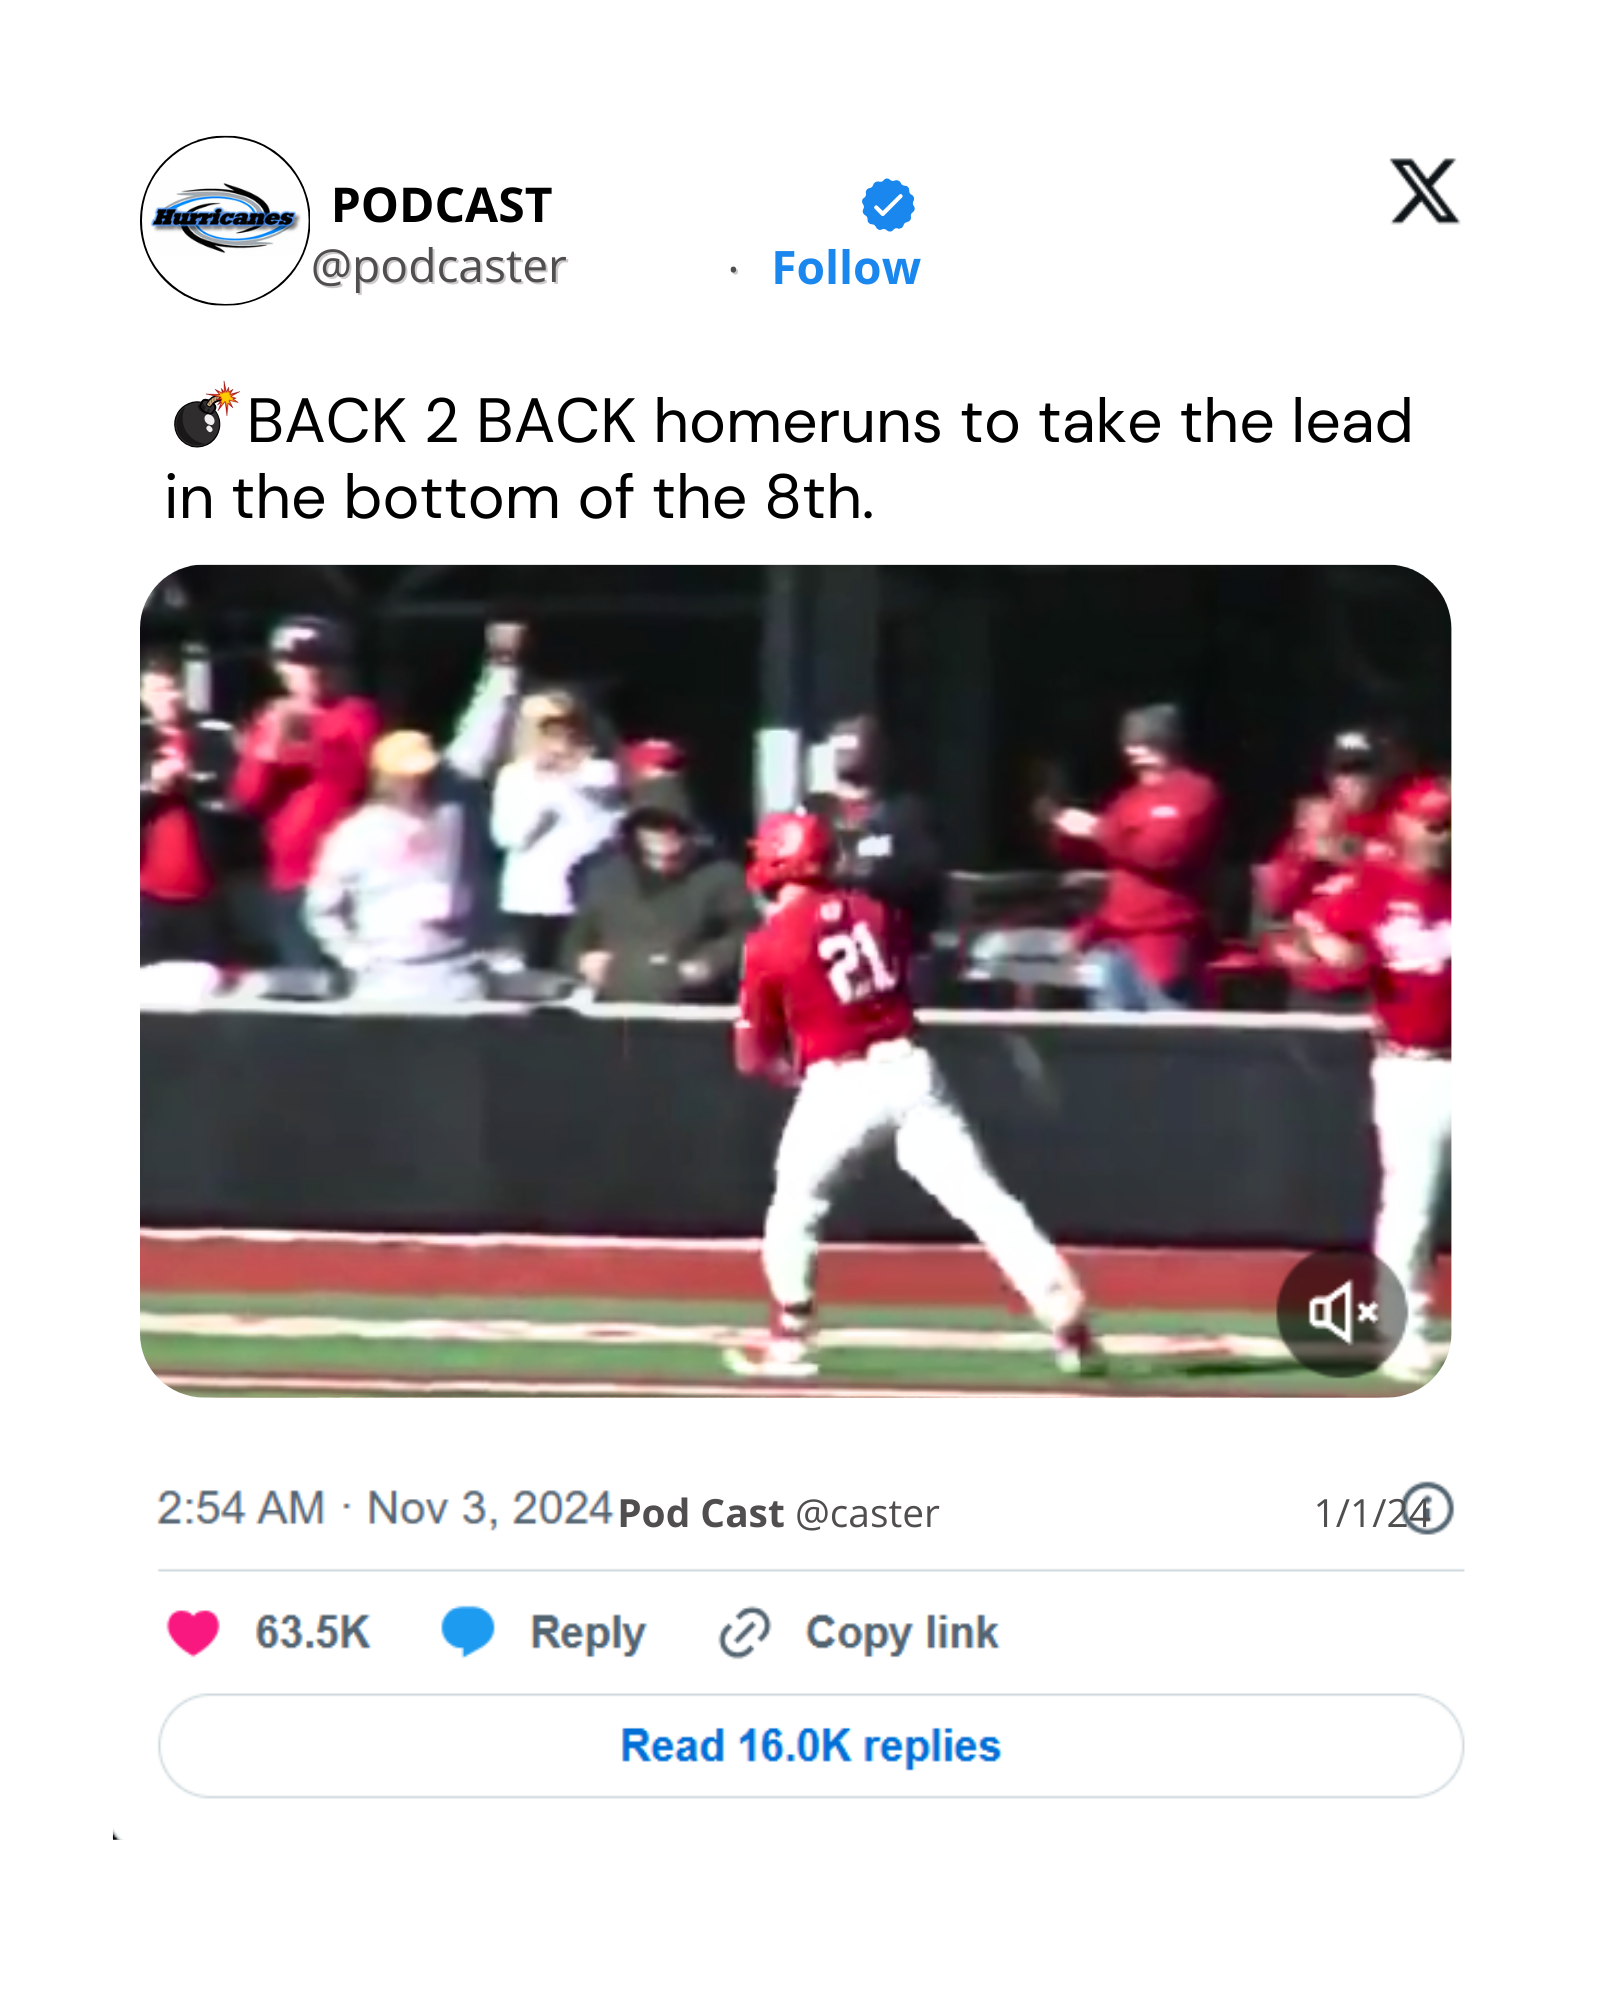 Hurricanes
PODCAST
@podcaster · Follow
💣BACK 2 BACK homeruns to take the lead
in the bottom of the 8th.
21
2:54 AM · Nov 3, 2024 Pod Cast @caster 1/1/24
63.5K Reply Copy link
Read 16.0K replies